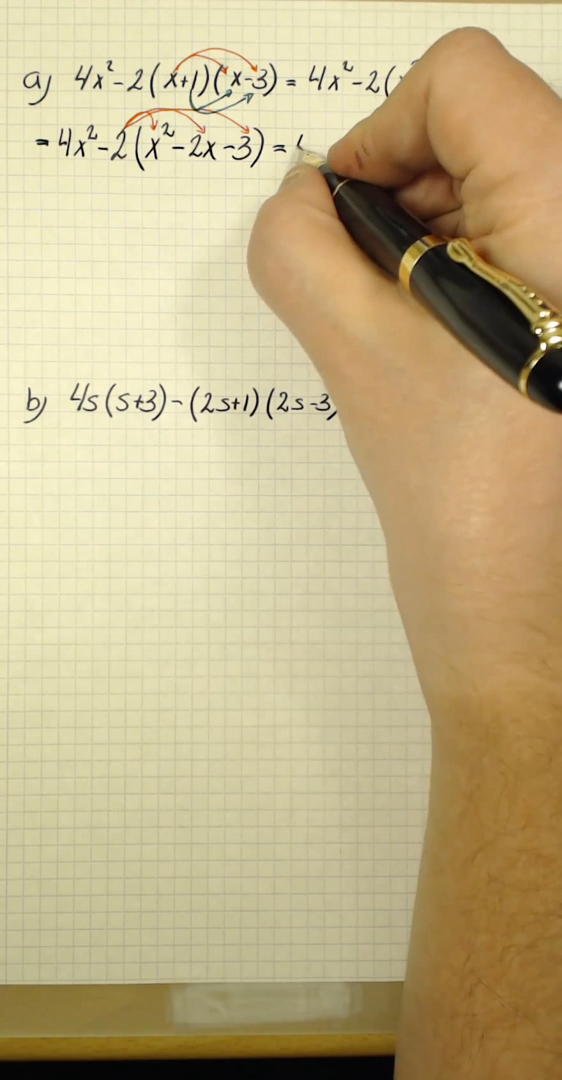 a) 4x² - 2(x+1)(x-3) = 4x² - 2(
= 4x² - 2(x² - 2x - 3) =
b) 4s(s+3) - (2s+1)(2s-3)